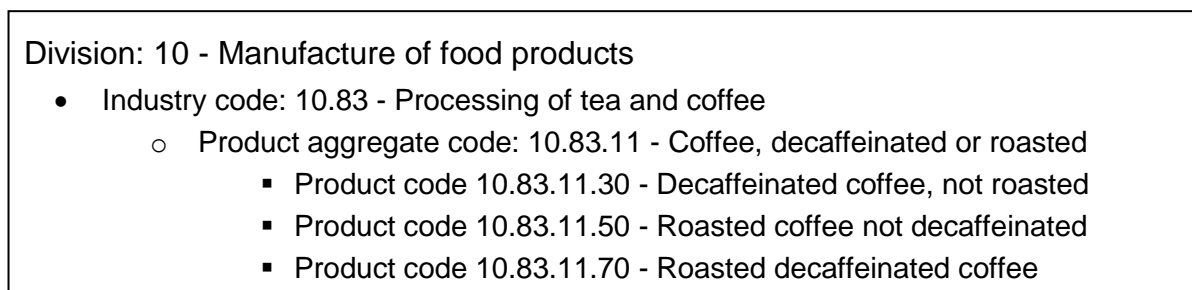 Division: 10 - Manufacture of food products
• Industry code: 10.83 - Processing of tea and coffee
o Product aggregate code: 10.83.11 - Coffee, decaffeinated or roasted
▪ Product code 10.83.11.30 - Decaffeinated coffee, not roasted
▪ Product code 10.83.11.50 - Roasted coffee not decaffeinated
▪ Product code 10.83.11.70 - Roasted decaffeinated coffee